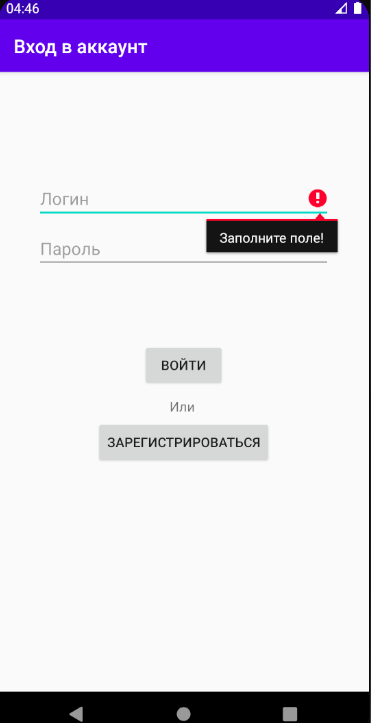 04:46
Вход в аккаунт
Логин
Заполните поле!
Пароль
ВОЙТИ
Или
ЗАРЕГИСТРИРОВАТЬСЯ